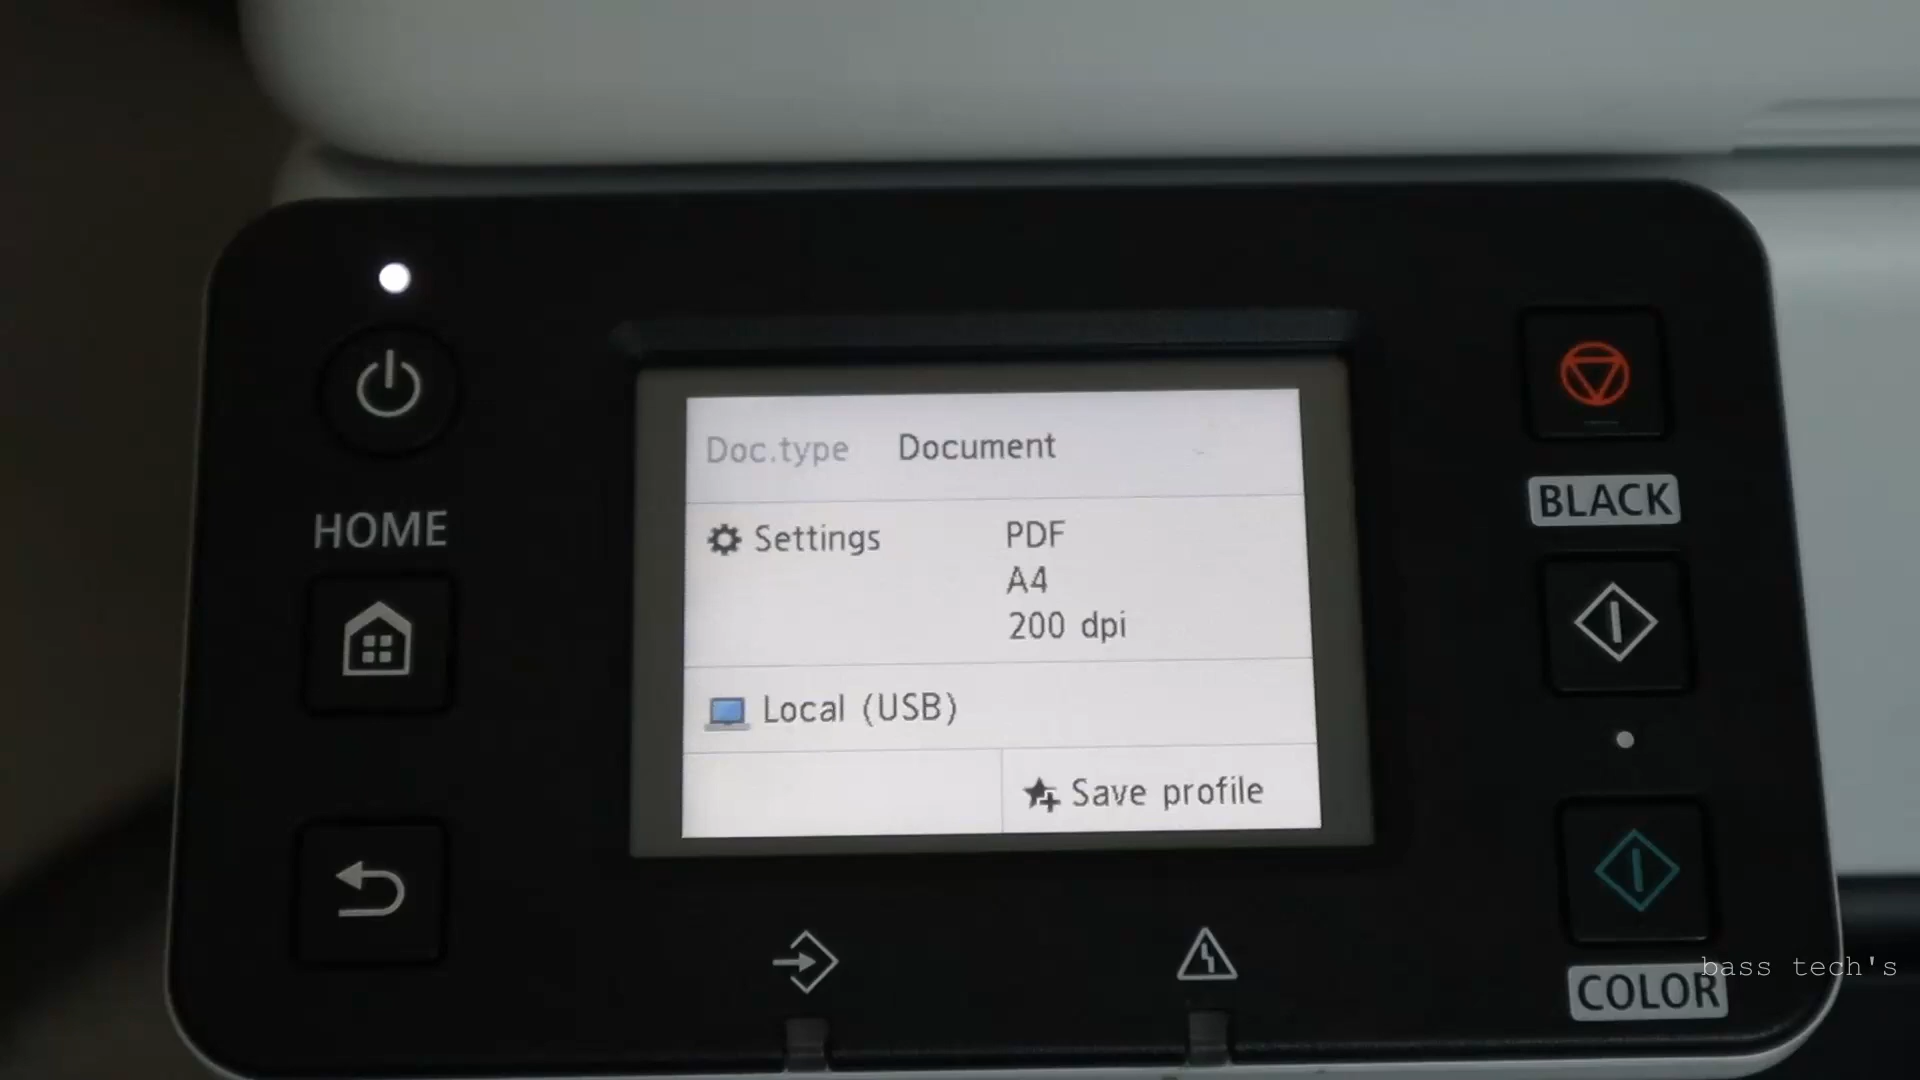 Doc.type Document
Settings PDF
A4
200 dpi
Local (USB)
Save profile
HOME
BLACK
COLOR
bass tech's